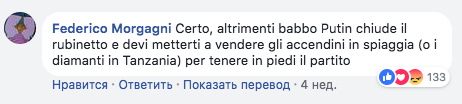 Federico Morgagni Certo, altrimenti babbo Putin chiude il
rubinetto e devi metterti a vendere gli accendini in spiaggia (o i
diamanti in Tanzania) per tenere in piedi il partito
133
Нравится · Ответить · Показать перевод · 4 нед.